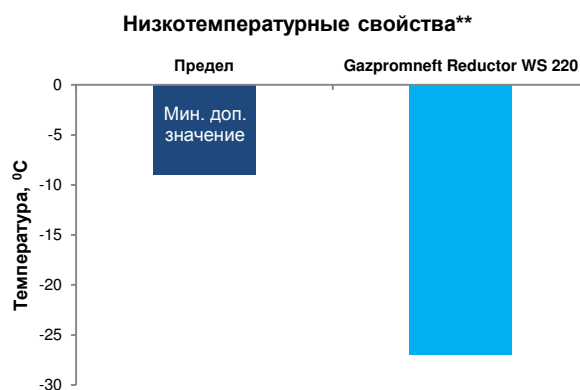 Низкотемпературные свойства**
Предел
Gazpromneft Reductor WS 220
Температура, ⁰С
0
-5
-10
-15
-20
-25
-30
Мин. доп.
значение